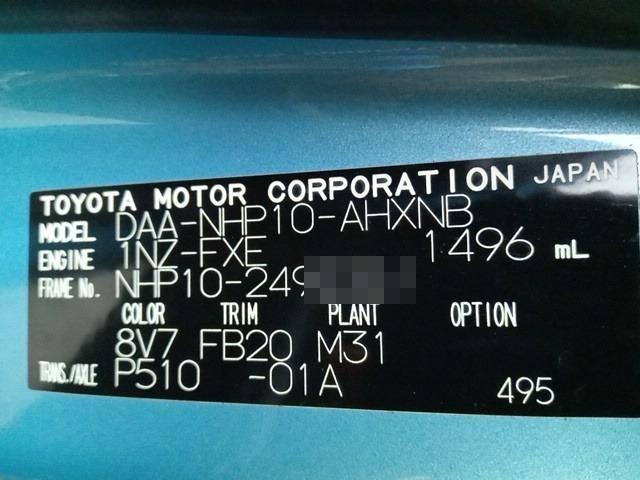 TOYOTA MOTOR CORPORATION JAPAN
MODEL DAA-NHP10-AHXNB
ENGINE 1NZ-FXE 1496 mL
FRAME No. NHP10-249
COLOR TRIM PLANT OPTION
8V7 FB20 M31
TRANS./AXLE P510 -01A 495